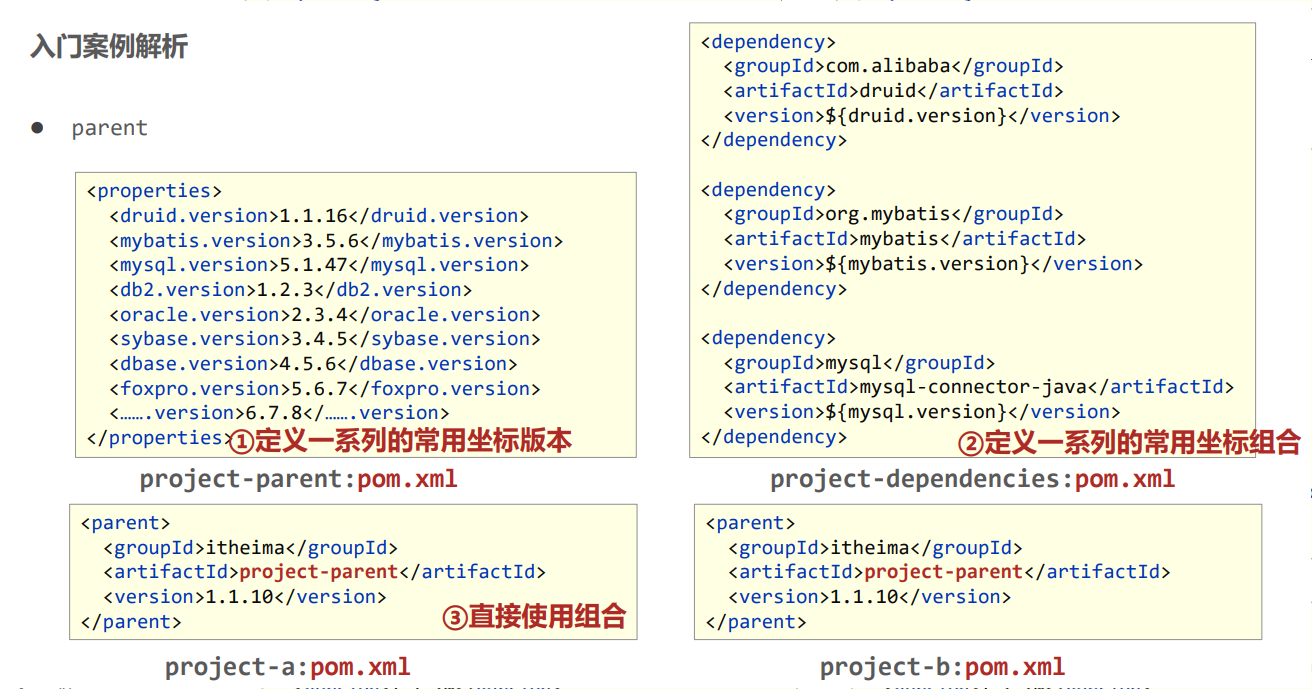 入门案例解析
● parent
<properties>
<druid.version>1.1.16</druid.version>
<mybatis.version>3.5.6</mybatis.version>
<mysql.version>5.1.47</mysql.version>
<db2.version>1.2.3</db2.version>
<oracle.version>2.3.4</oracle.version>
<sybase.version>3.4.5</sybase.version>
<dbase.version>4.5.6</dbase.version>
<foxpro.version>5.6.7</foxpro.version>
<…….version>6.7.8</…….version>
</properties>
①定义一系列的常用坐标版本
project-parent:pom.xml
<dependency>
<groupId>com.alibaba</groupId>
<artifactId>druid</artifactId>
<version>${druid.version}</version>
</dependency>
<dependency>
<groupId>org.mybatis</groupId>
<artifactId>mybatis</artifactId>
<version>${mybatis.version}</version>
</dependency>
<dependency>
<groupId>mysql</groupId>
<artifactId>mysql-connector-java</artifactId>
<version>${mysql.version}</version>
</dependency>
②定义一系列的常用坐标组合
project-dependencies:pom.xml
<parent>
<groupId>itheima</groupId>
<artifactId>project-parent</artifactId>
<version>1.1.10</version>
</parent>
③直接使用组合
project-a:pom.xml
<parent>
<groupId>itheima</groupId>
<artifactId>project-parent</artifactId>
<version>1.1.10</version>
</parent>
project-b:pom.xml